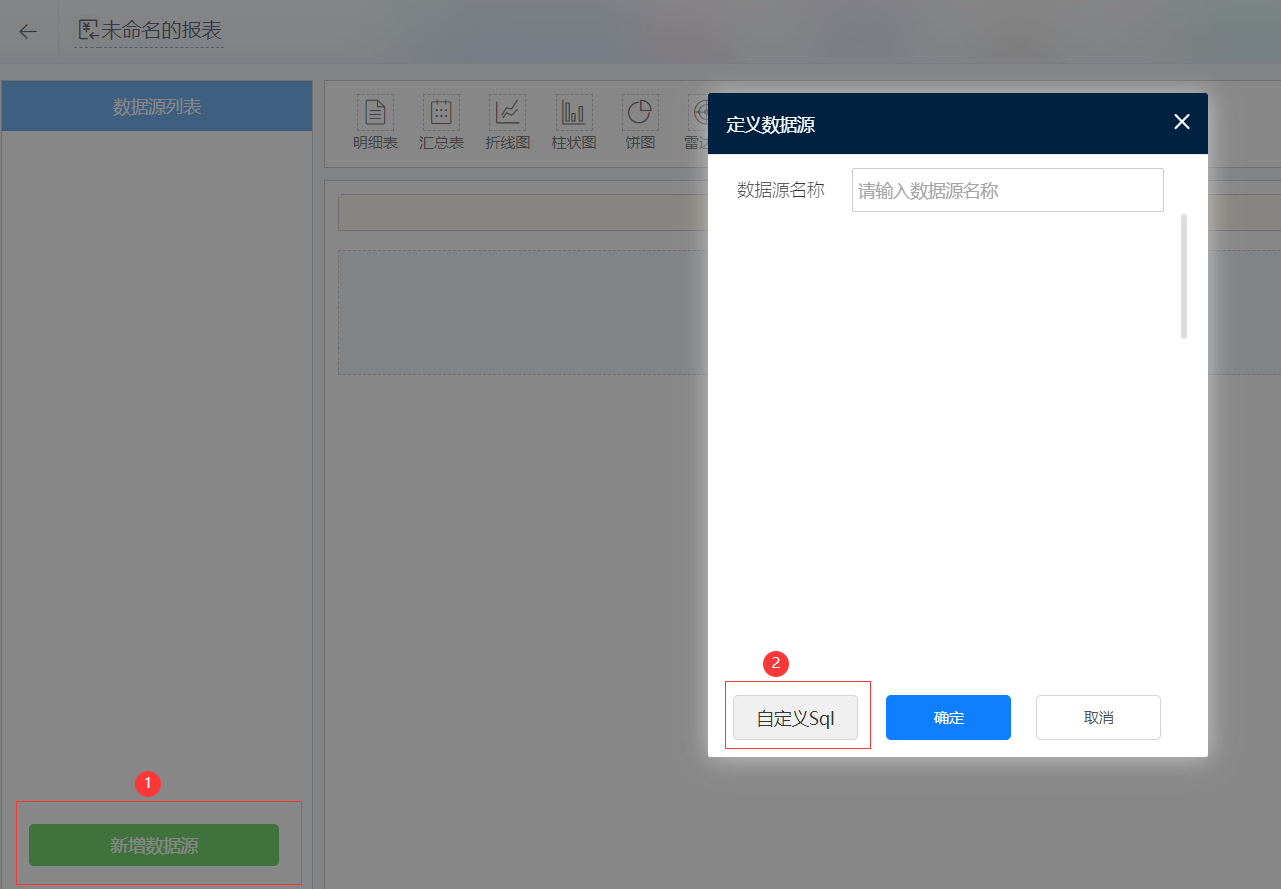 未命名的报表
数据源列表
明细表
汇总表
折线图
柱状图
饼图
定义数据源
数据源名称
请输入数据源名称
2
自定义Sql
确定
取消
1
新增数据源